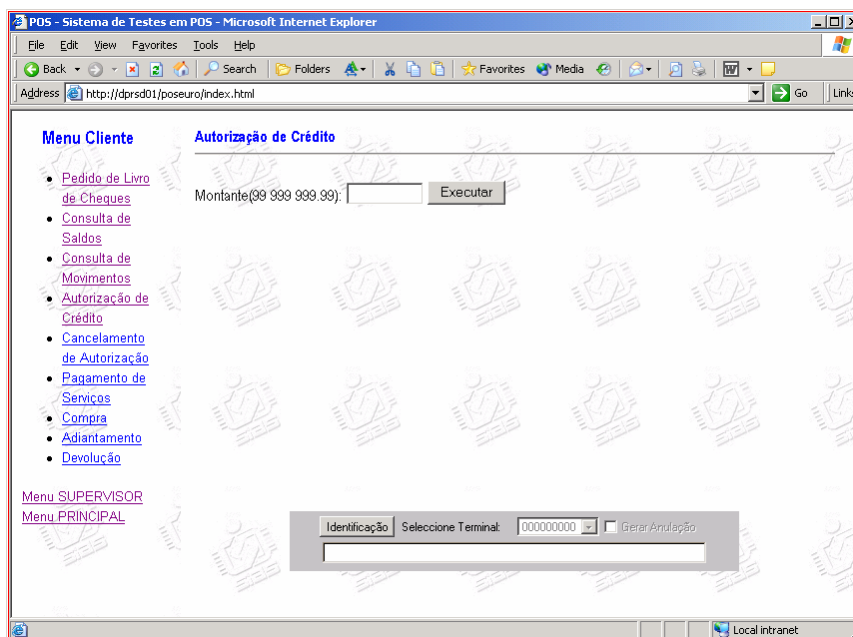 POS - Sistema de Testes em POS - Microsoft Internet Explorer
File Edit View Favorites Tools Help
Back Search Folders Favorites Media
Address http://dprsd01/poseuro/index.html Go Links
Menu Cliente
Pedido de Livro
de Cheques
Consulta de
Saldos
Consulta de
Movimentos
Autorização de
Crédito
Cancelamento
de Autorização
Pagamento de
Serviços
Compra
Adiantamento
Devolução
Menu SUPERVISOR
Menu PRINCIPAL
Autorização de Crédito
Montante(99 999 999.99): Executar
Identificação Seleccione Terminal: 000000000 Gerar Anulação
SIBS
Local intranet